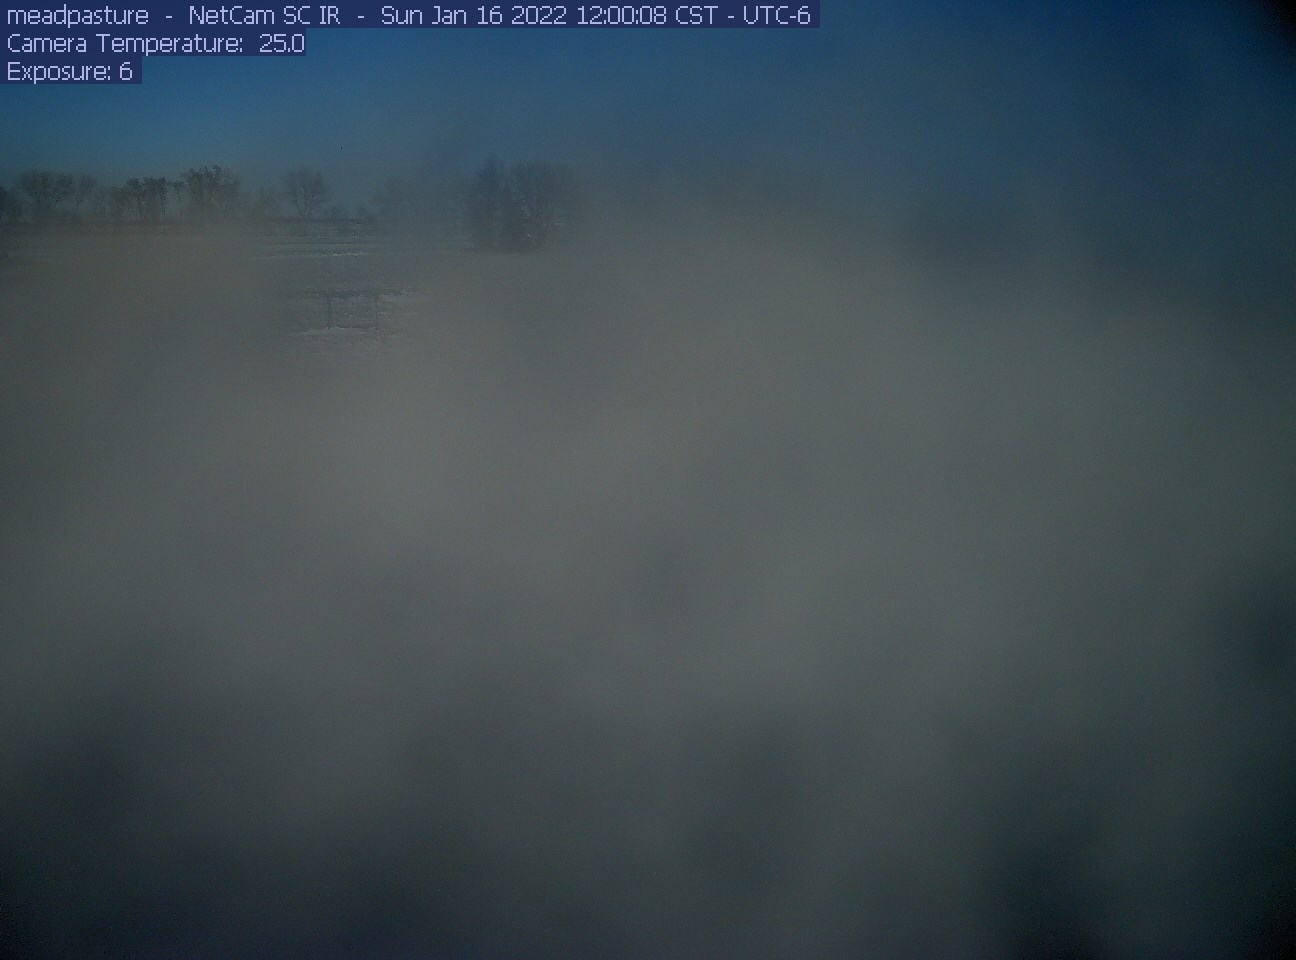 meadpasture - NetCam SC IR - Sun Jan 16 2022 12:00:08 CST - UTC-6
Camera Temperature: 25.0
Exposure: 6